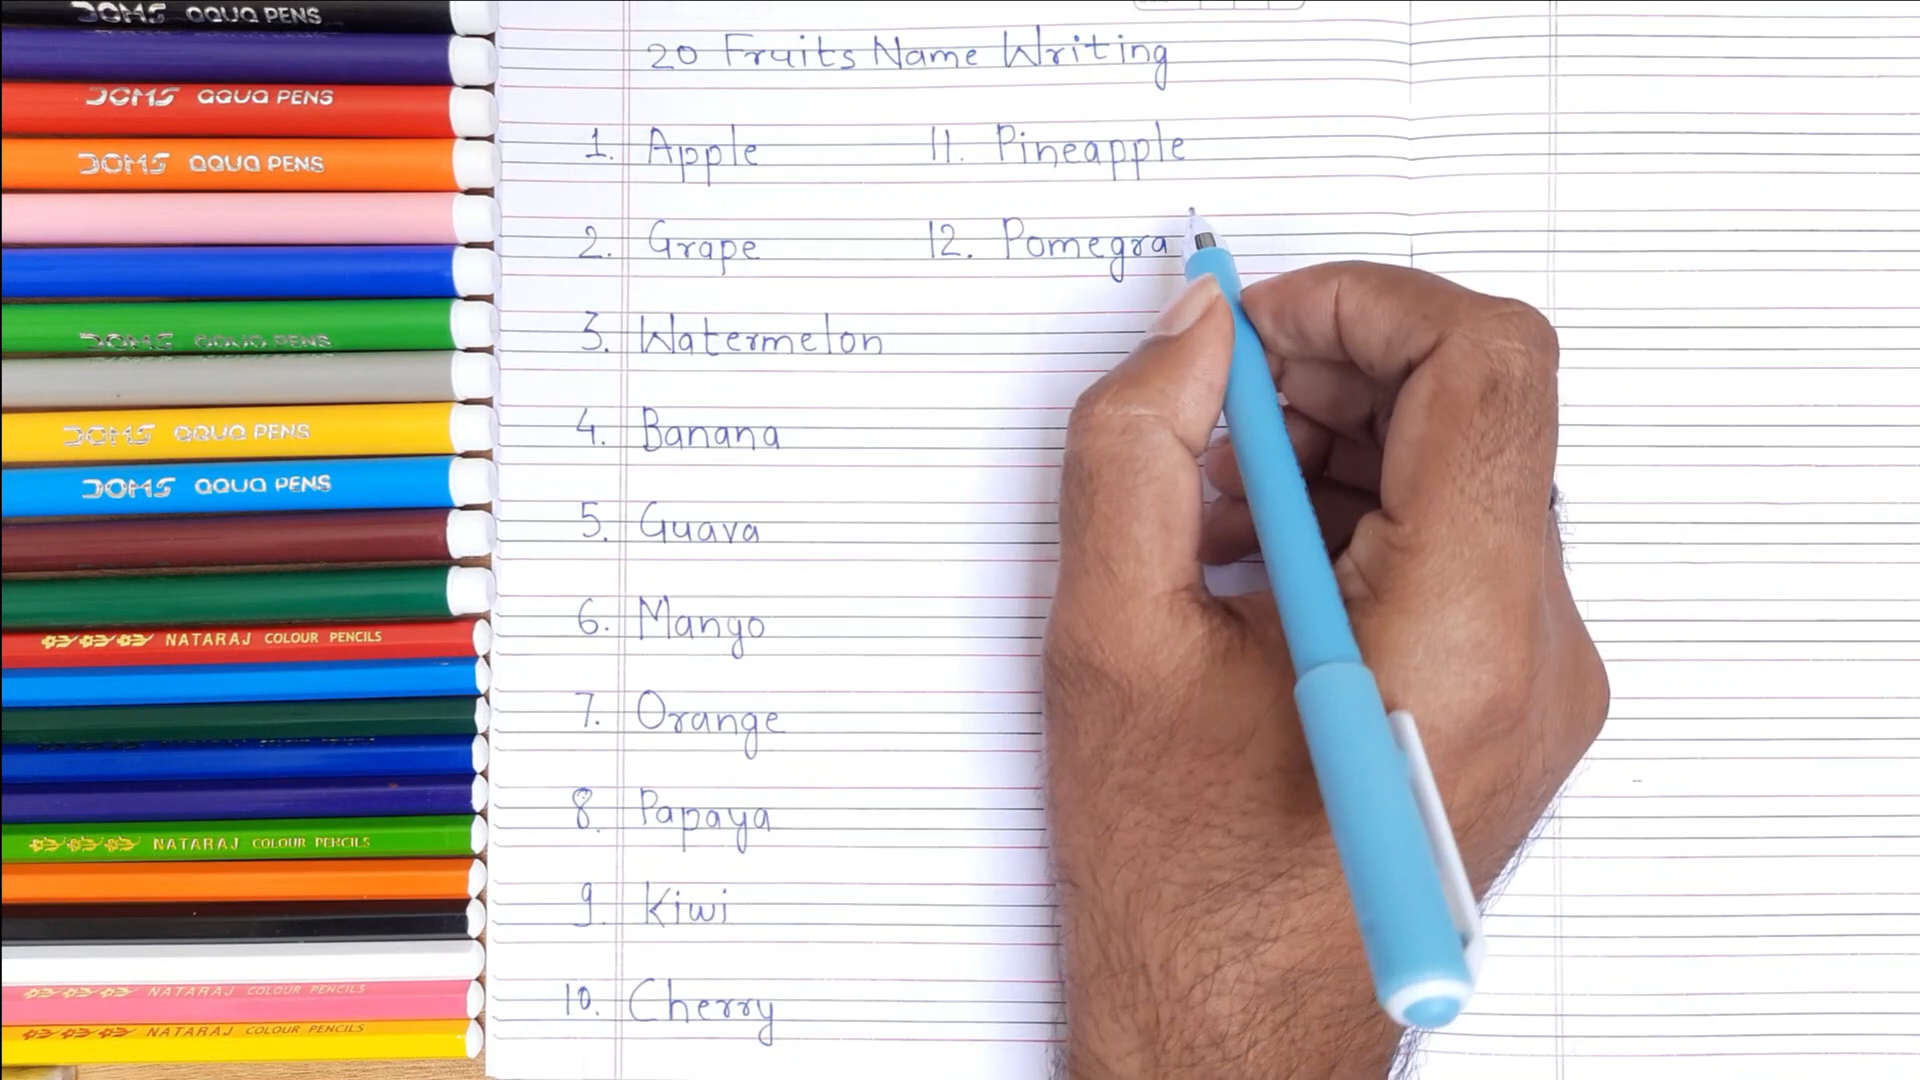 DOMS AQUA PENS
DOMS AQUA PENS
DOMS AQUA PENS
DOMS AQUA PENS
DOMS AQUA PENS
DOMS AQUA PENS
NATARAJ COLOUR PENCILS
NATARAJ COLOUR PENCILS
NATARAJ COLOUR PENCILS
NATARAJ COLOUR PENCILS
20 Fruits Name Writing
1. Apple
2. Grape
3. Watermelon
4. Banana
5. Guava
6. Mango
7. Orange
8. Papaya
9. Kiwi
10. Cherry
11. Pineapple
12. Pomegra